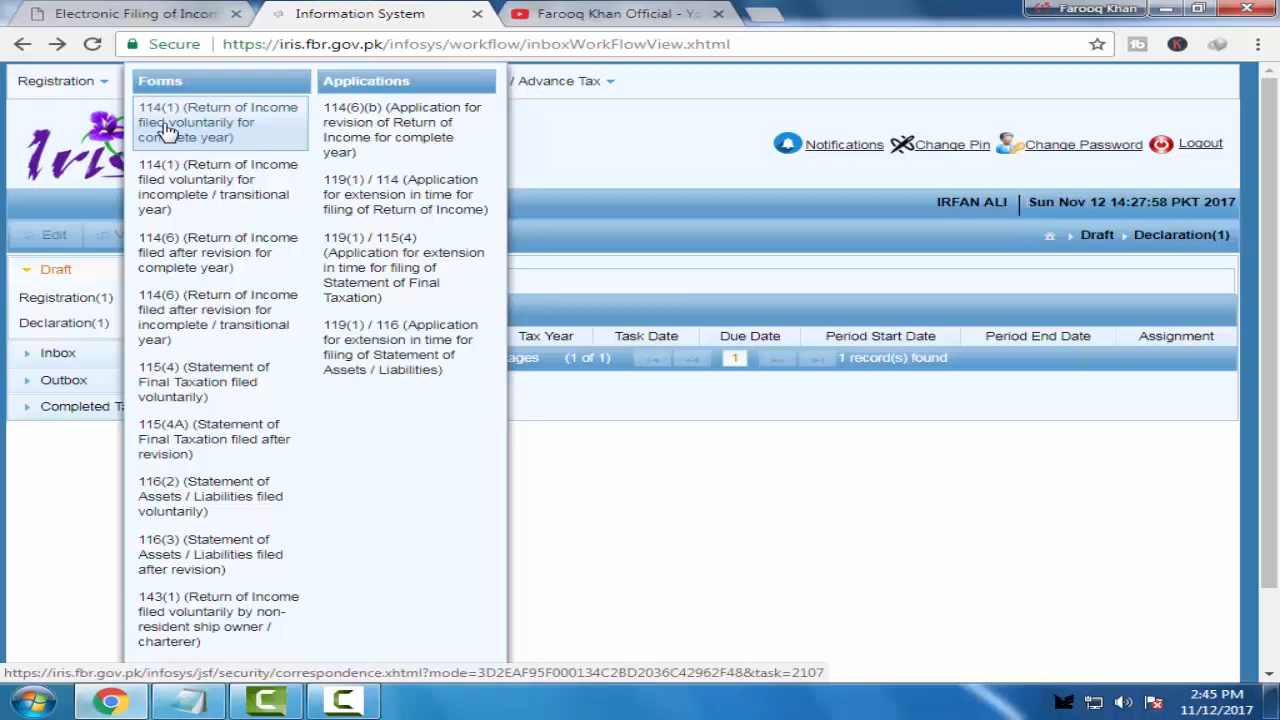 Electronic Filing of Incom
Information System
Farooq Khan Official - Yo
Farooq Khan
Secure
https://iris.fbr.gov.pk/infosys/workflow/inboxWorkFlowView.xhtml
Registration
/ Advance Tax
Iris
Notifications
Change Pin
Change Password
Logout
IRFAN ALI
Sun Nov 12 14:27:58 PKT 2017
Edit
Draft
Declaration(1)
Draft
Registration(1)
Declaration(1)
Inbox
Outbox
Completed T
Forms
114(1) (Return of Income
filed voluntarily for
complete year)
114(1) (Return of Income
filed voluntarily for
incomplete / transitional
year)
114(6) (Return of Income
filed after revision for
complete year)
114(6) (Return of Income
filed after revision for
incomplete / transitional
year)
115(4) (Statement of
Final Taxation filed
voluntarily)
115(4A) (Statement of
Final Taxation filed after
revision)
116(2) (Statement of
Assets / Liabilities filed
voluntarily)
116(3) (Statement of
Assets / Liabilities filed
after revision)
143(1) (Return of Income
filed voluntarily by non-
resident ship owner /
charterer)
Applications
114(6)(b) (Application for
revision of Return of
Income for complete
year)
119(1) / 114 (Application
for extension in time for
filing of Return of Income)
119(1) / 115(4)
(Application for extension
in time for filing of
Statement of Final
Taxation)
119(1) / 116 (Application
for extension in time for
filing of Statement of
Assets / Liabilities)
Tax Year
Task Date
Due Date
Period Start Date
Period End Date
Assignment
ages (1 of 1)
1
1 record(s) found
https://iris.fbr.gov.pk/infosys/jsf/security/correspondence.xhtml?mode=3D2EAF95F000134C2BD2036C42962F48&task=2107
2:45 PM
11/12/2017